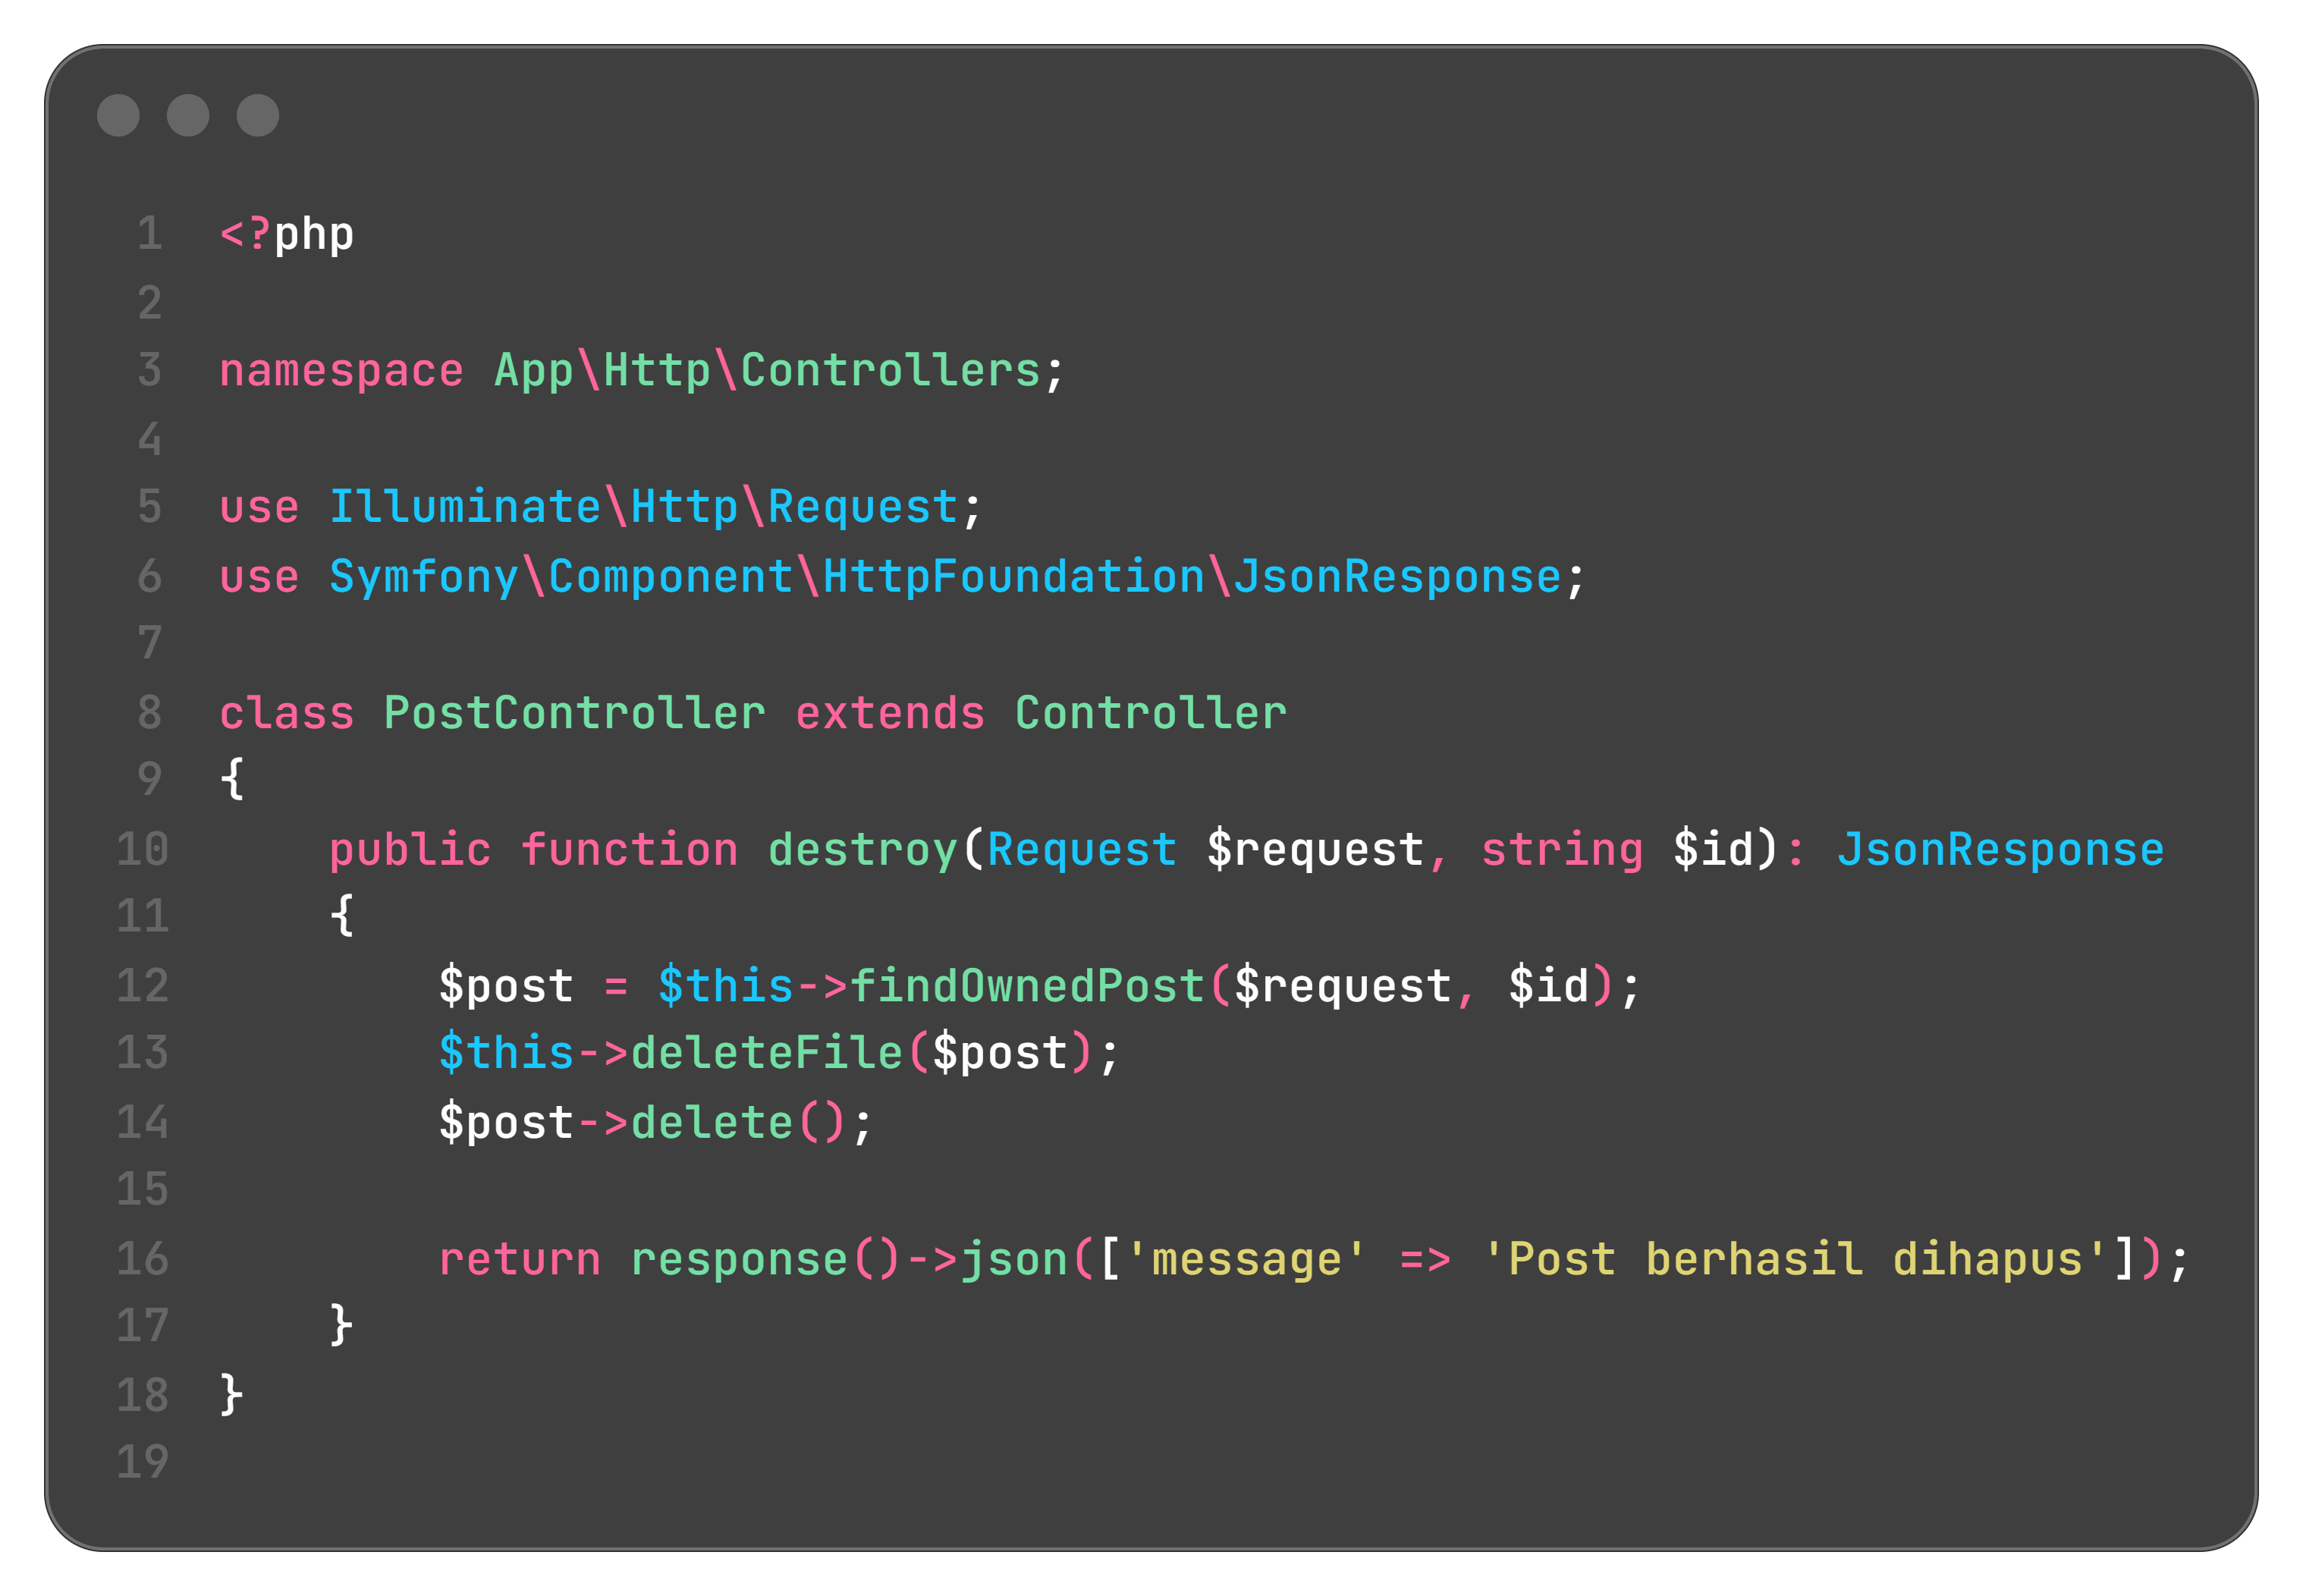 1 <?php
2
3 namespace App\Http\Controllers;
4
5 use Illuminate\Http\Request;
6 use Symfony\Component\HttpFoundation\JsonResponse;
7
8 class PostController extends Controller
9 {
10     public function destroy(Request $request, string $id): JsonResponse
11     {
12         $post = $this->findOwnedPost($request, $id);
13         $this->deleteFile($post);
14         $post->delete();
15
16         return response()->json(['message' => 'Post berhasil dihapus']);
17     }
18 }
19